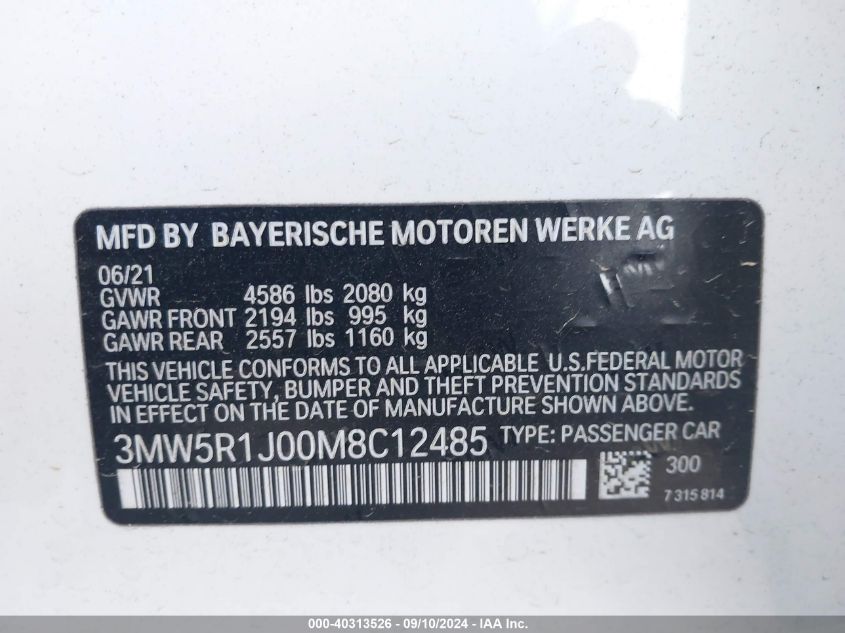 MFD BY BAYERISCHE MOTOREN WERKE AG
06/21
GVWR 4586 lbs 2080 kg
GAWR FRONT 2194 lbs 995 kg
GAWR REAR 2557 lbs 1160 kg
THIS VEHICLE CONFORMS TO ALL APPLICABLE U.S.FEDERAL MOTOR
VEHICLE SAFETY, BUMPER AND THEFT PREVENTION STANDARDS
IN EFFECT ON THE DATE OF MANUFACTURE SHOWN ABOVE.
3MW5R1J00M8C12485 TYPE: PASSENGER CAR
300
7 315 814
000-40313526 - 09/10/2024 - IAA Inc.